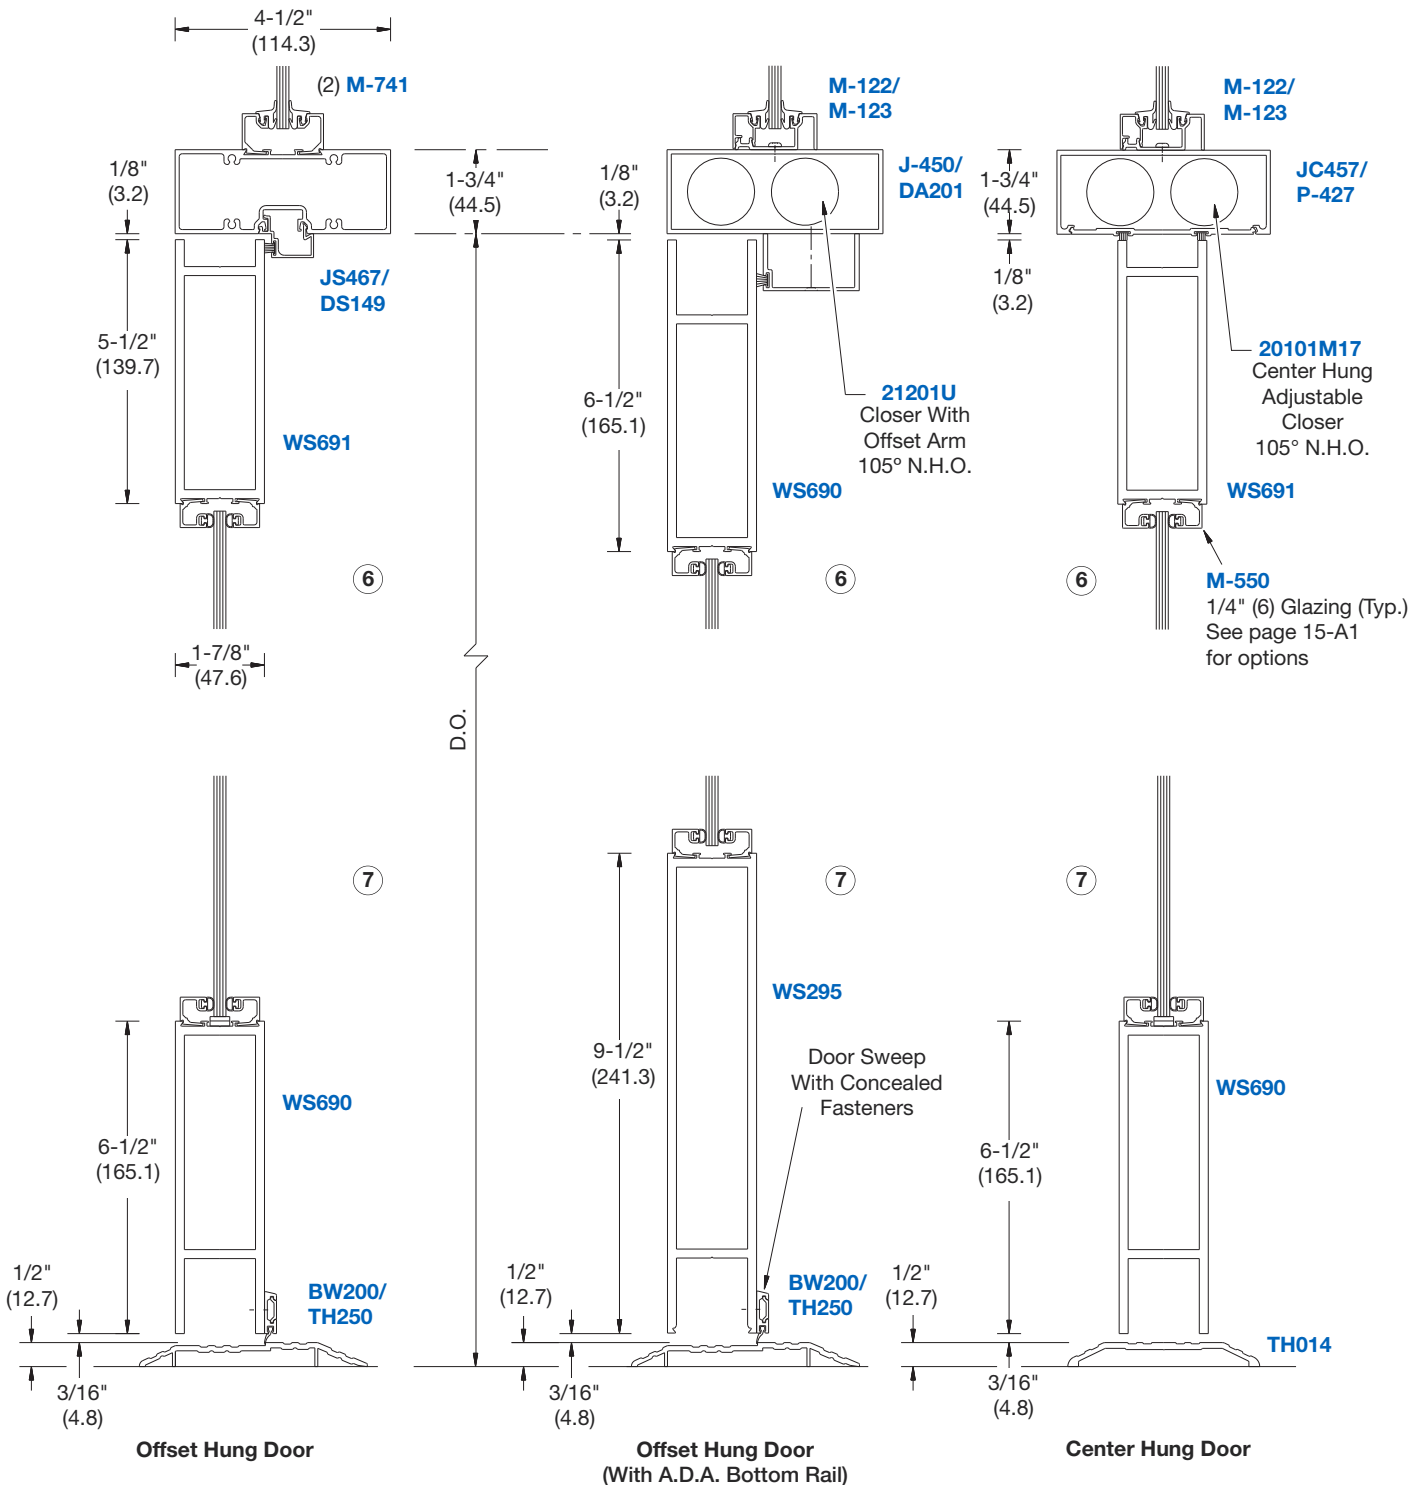 4-1/2"
(114.3)
(2) M-741
1/8"
(3.2)
1-3/4"
(44.5)
JS467/
DS149
5-1/2"
(139.7)
WS691
6
1-7/8"
(47.6)
D.O.
M-122/
M-123
J-450/
DA201
1/8"
(3.2)
6-1/2"
(165.1)
21201U
Closer With
Offset Arm
105º N.H.O.
WS690
6
M-122/
M-123
JC457/
P-427
1-3/4"
(44.5)
1/8"
(3.2)
20101M17
Center Hung
Adjustable
Closer
105° N.H.O.
WS691
6
M-550
1/4" (6) Glazing (Typ.)
See page 15-A1
for options
7
WS690
6-1/2"
(165.1)
1/2"
(12.7)
BW200/
TH250
3/16"
(4.8)
Offset Hung Door
7
WS295
9-1/2"
(241.3)
Door Sweep
With Concealed
Fasteners
1/2"
(12.7)
BW200/
TH250
3/16"
(4.8)
Offset Hung Door
(With A.D.A. Bottom Rail)
7
WS690
6-1/2"
(165.1)
1/2"
(12.7)
TH014
3/16"
(4.8)
Center Hung Door